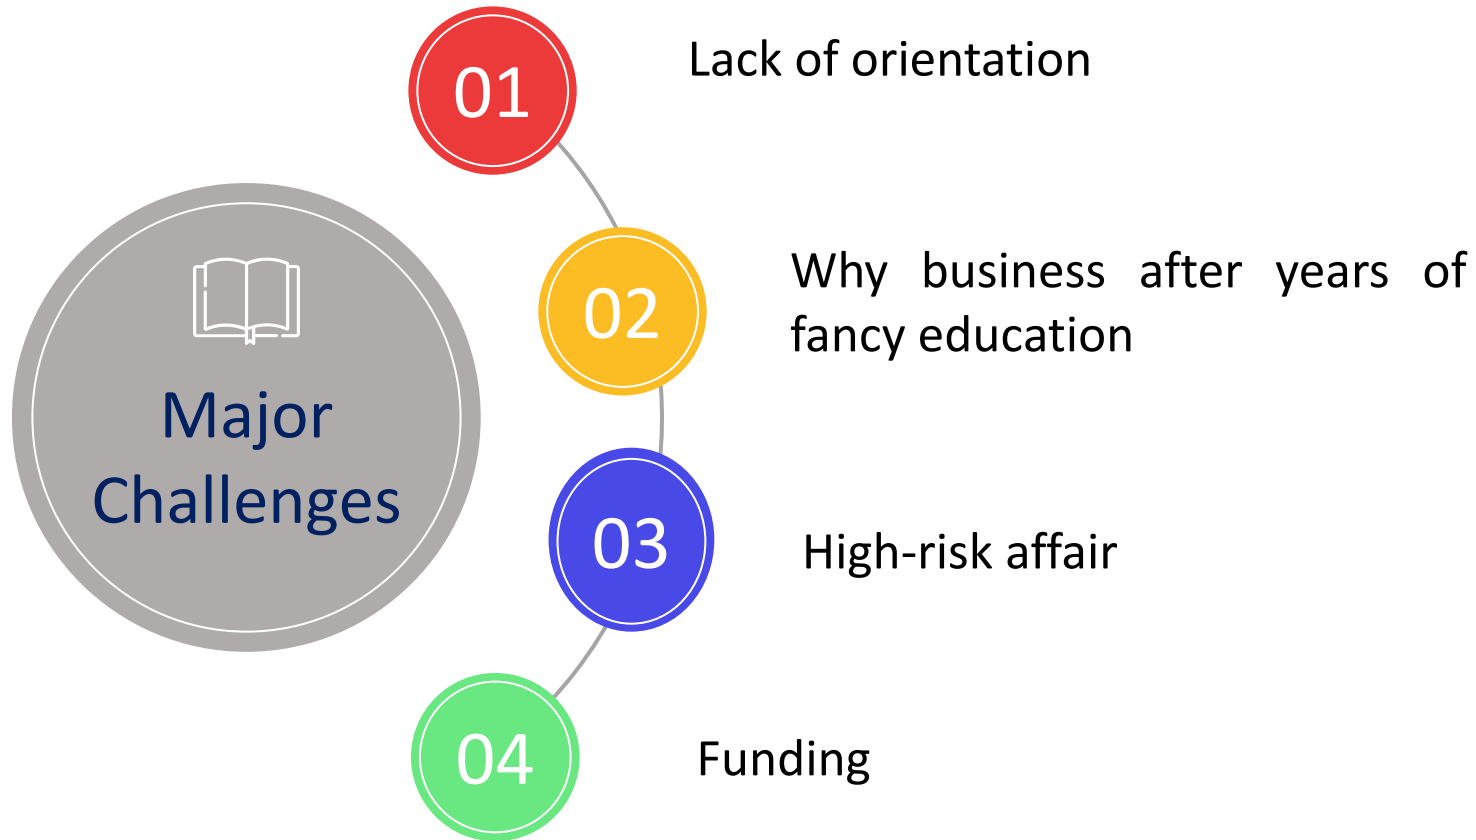 Major
Challenges
01
Lack of orientation
02
Why business after years of
fancy education
03
High-risk affair
04
Funding